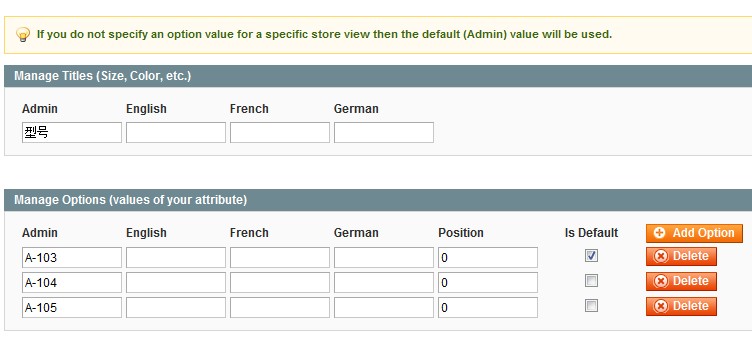 If you do not specify an option value for a specific store view then the default (Admin) value will be used.
Manage Titles (Size, Color, etc.)
Admin English French German
型号
Manage Options (values of your attribute)
Admin English French German Position Is Default Add Option
A-103 0 Delete
A-104 0 Delete
A-105 0 Delete